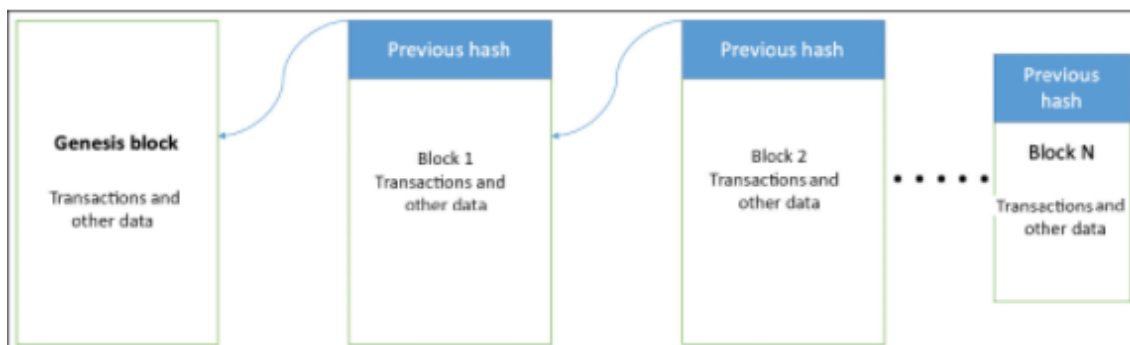 Genesis block
Transactions and
other data
Previous hash
Block 1
Transactions and
other data
Previous hash
Block 2
Transactions and
other data
Previous
hash
Block N
Transactions and
other data